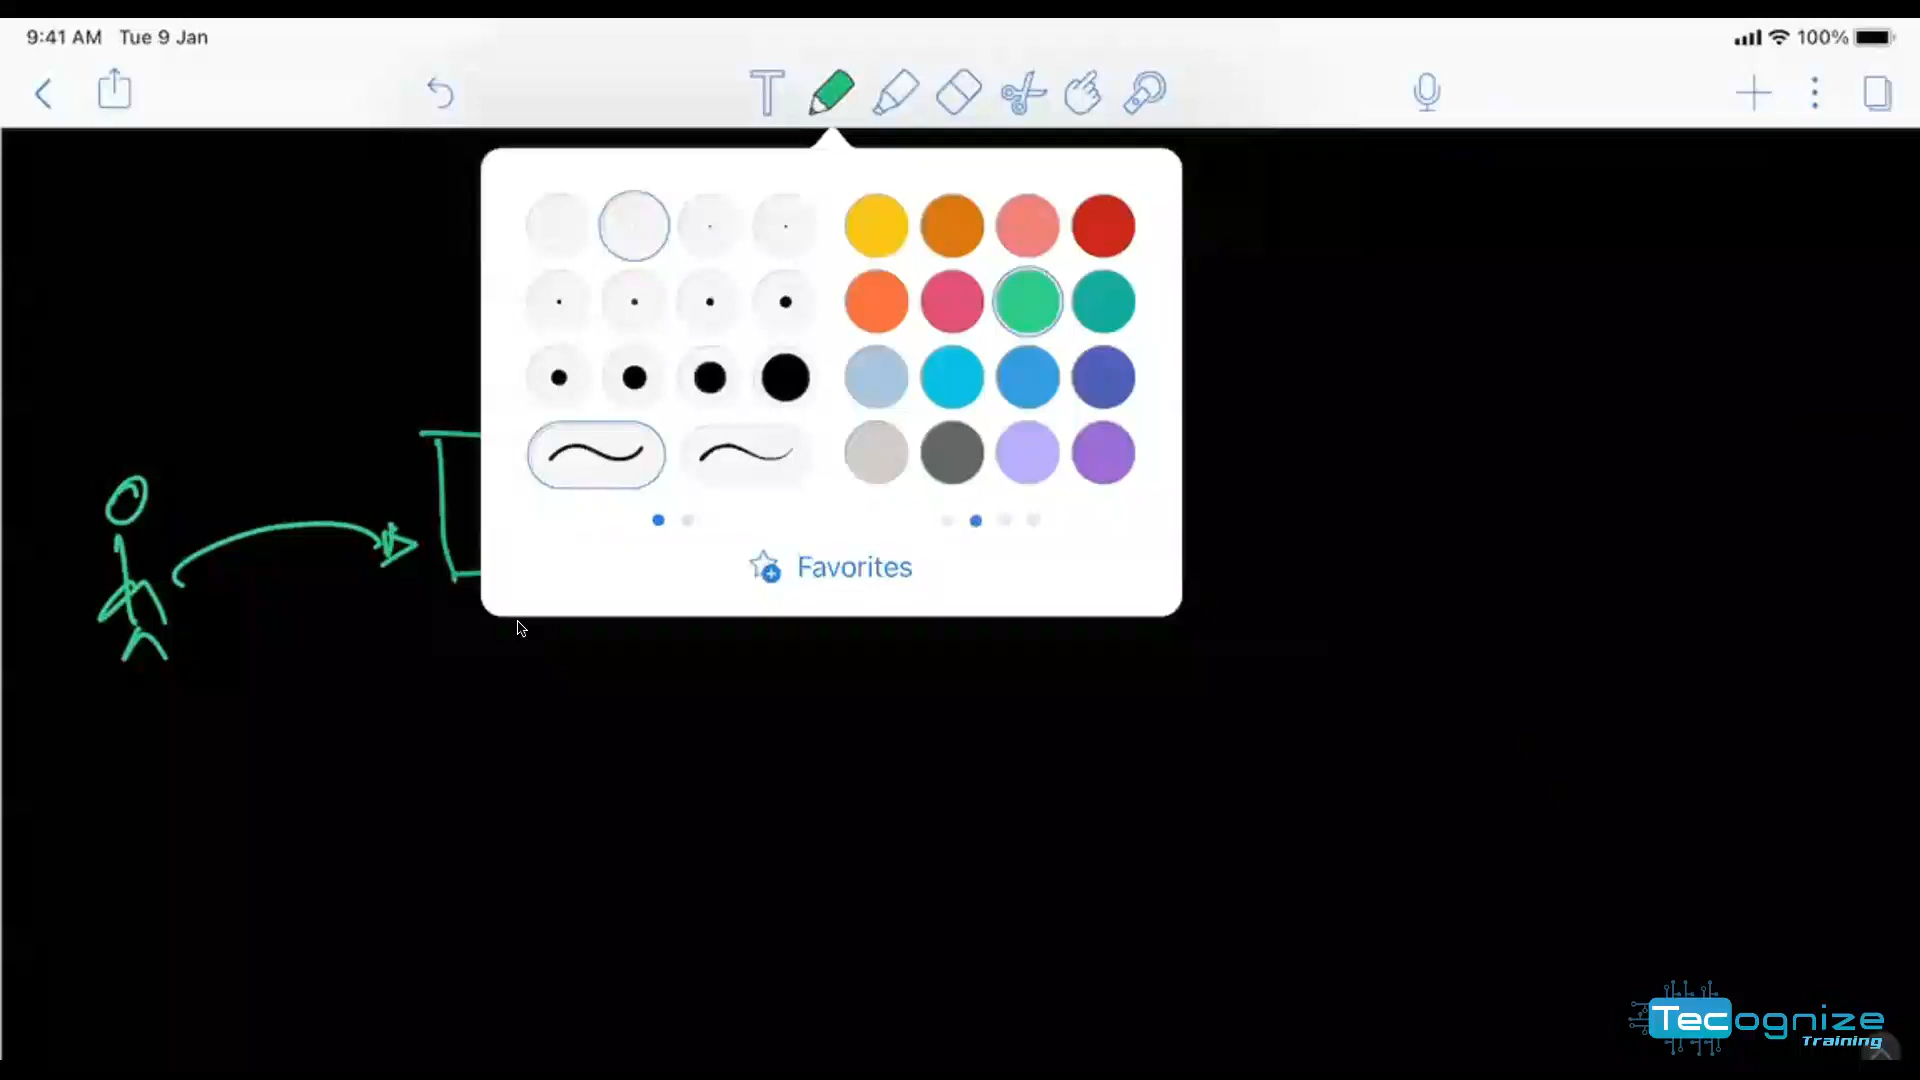 9:41 AM Tue 9 Jan
100%
T
Favorites
Tecognize
Training